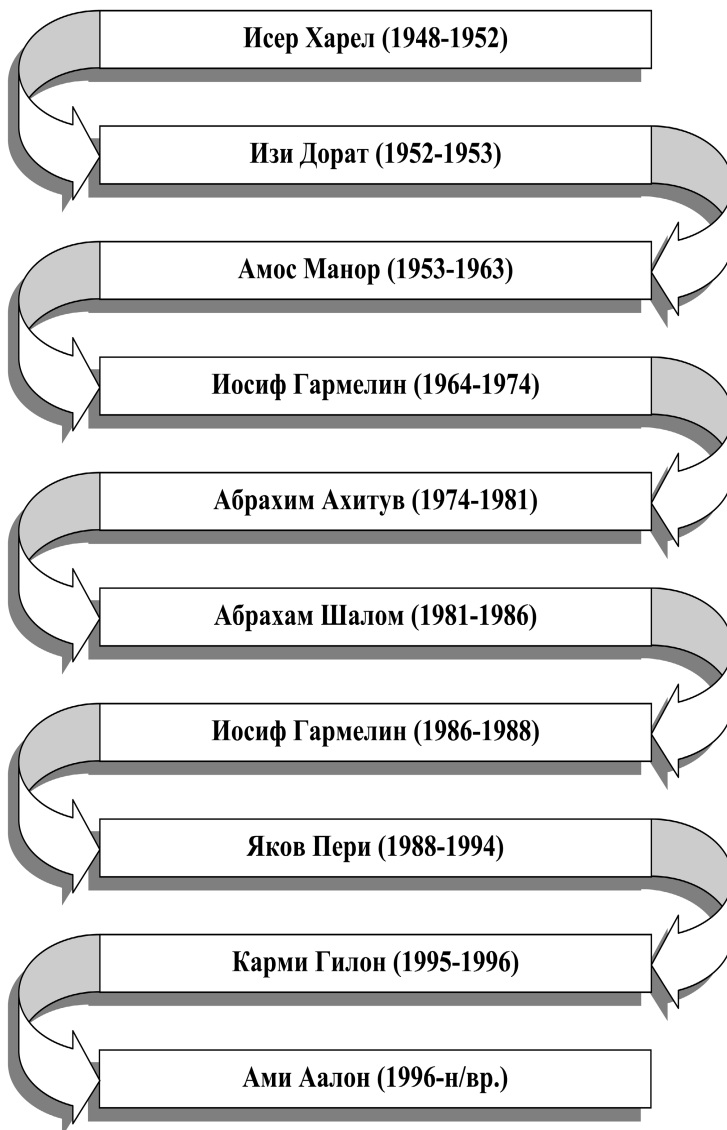 Исер Харел (1948-1952)
Изи Дорат (1952-1953)
Амос Манор (1953-1963)
Иосиф Гармелин (1964-1974)
Абрахим Ахитув (1974-1981)
Абрахам Шалом (1981-1986)
Иосиф Гармелин (1986-1988)
Яков Пери (1988-1994)
Карми Гилон (1995-1996)
Ами Аалон (1996-н/вр.)